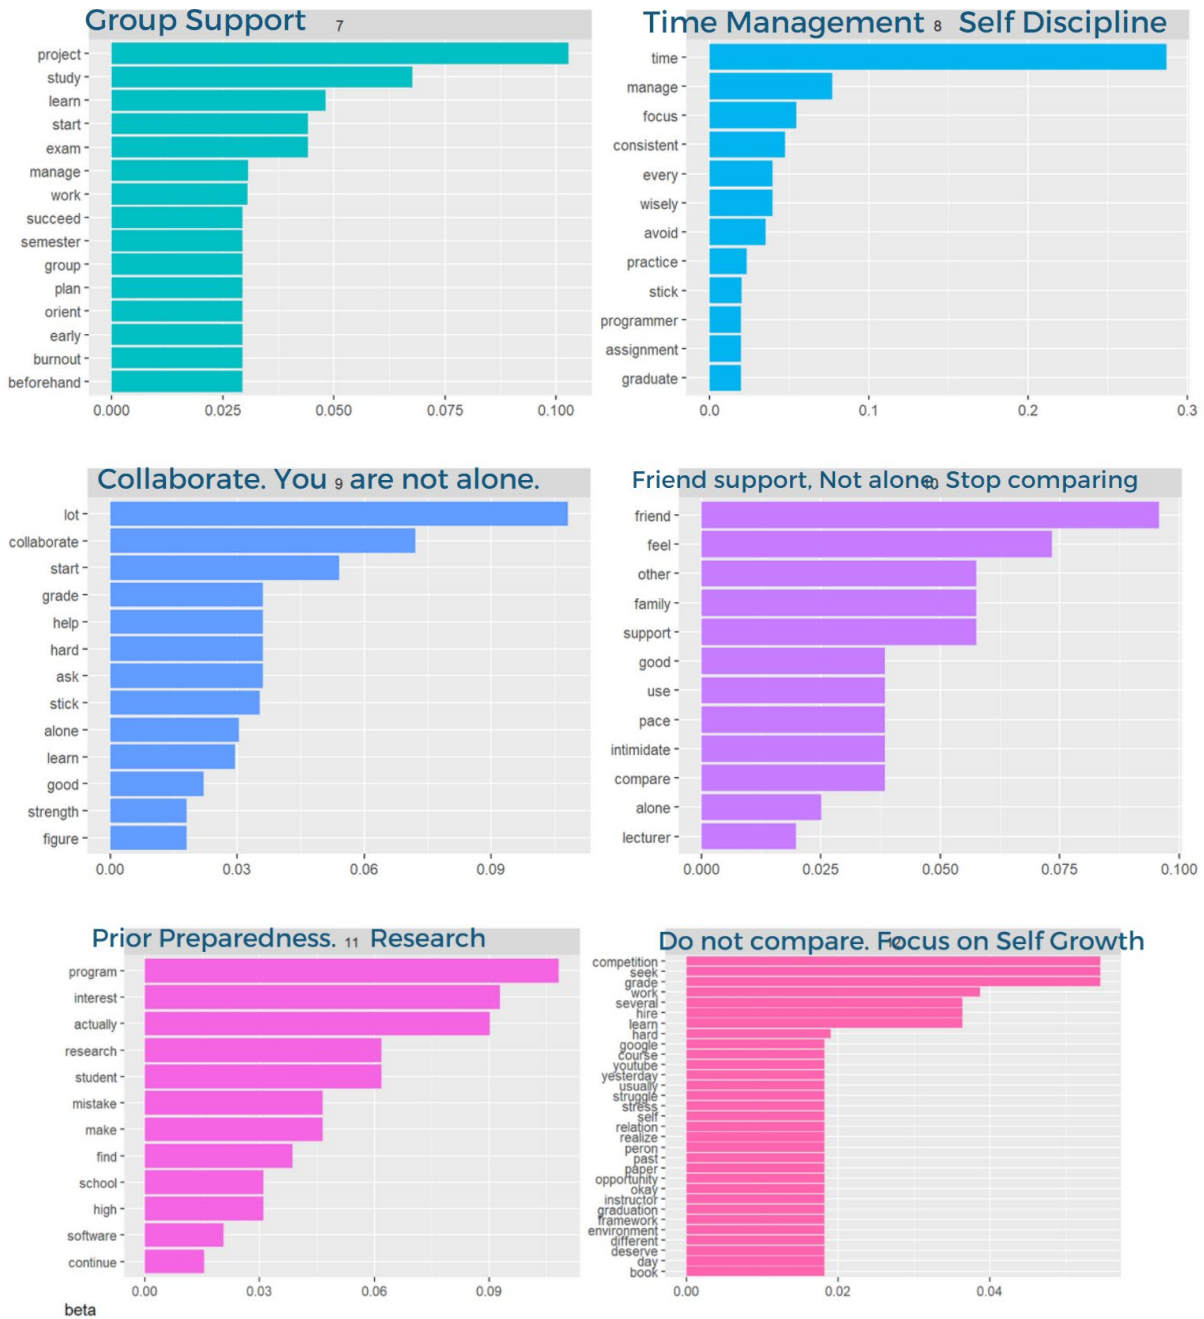 Group Support 7
project
study
learn
start
exam
manage
work
succeed
semester
group
plan
orient
early
burnout
beforehand
0.000 0.025 0.050 0.075 0.100
Time Management 8 Self Discipline
time
manage
focus
consistent
every
wisely
avoid
practice
stick
programmer
assignment
graduate
0.0 0.1 0.2 0.3
Collaborate. You 9 are not alone.
lot
collaborate
start
grade
help
hard
ask
stick
alone
learn
good
strength
figure
0.00 0.03 0.06 0.09
Friend support, Not alone, Stop comparing
friend
feel
other
family
support
good
use
pace
intimidate
compare
alone
lecturer
0.000 0.025 0.050 0.075 0.100
Prior Preparedness. 11 Research
program
interest
actually
research
student
mistake
make
find
school
high
software
continue
0.00 0.03 0.06 0.09
beta
Do not compare. Focus on Self Growth
competition
seek
grade
work
several
hire
learn
hard
google
course
youtube
yesterday
usually
struggle
stress
self
relation
realize
peron
past
paper
opportunity
okay
instructor
graduation
framework
environment
different
deserve
day
book
0.00 0.02 0.04